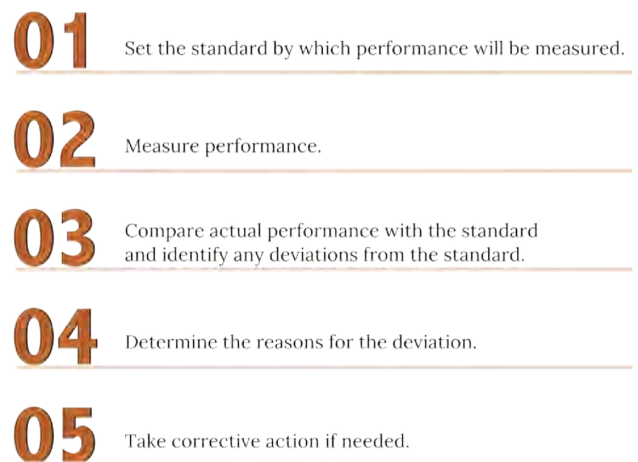 01
Set the standard by which performance will be measured.
02
Measure performance.
03
Compare actual performance with the standard
and identify any deviations from the standard.
04
Determine the reasons for the deviation.
05
Take corrective action if needed.